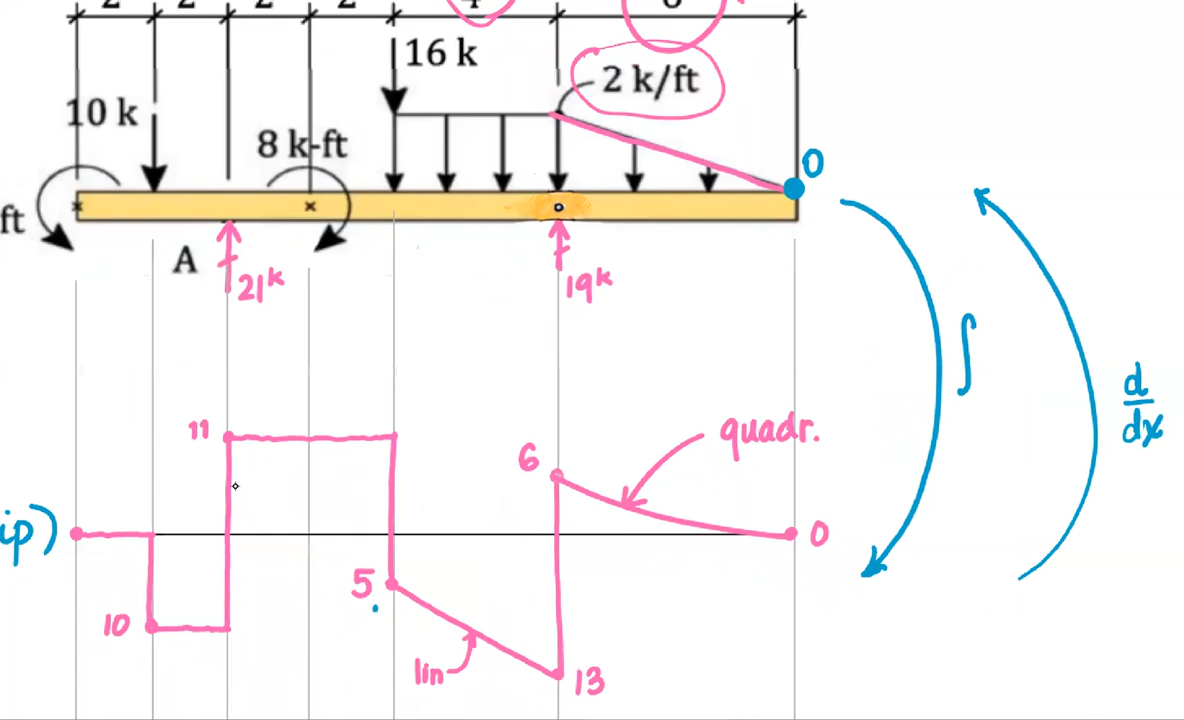 2 2 2 2 4 6
16 k
2 k/ft
10 k
8 k-ft
0
ft
A
21ᵏ
19ᵏ
∫
d/dx
11
6
quadr.
ip)
0
5
10
lin
13